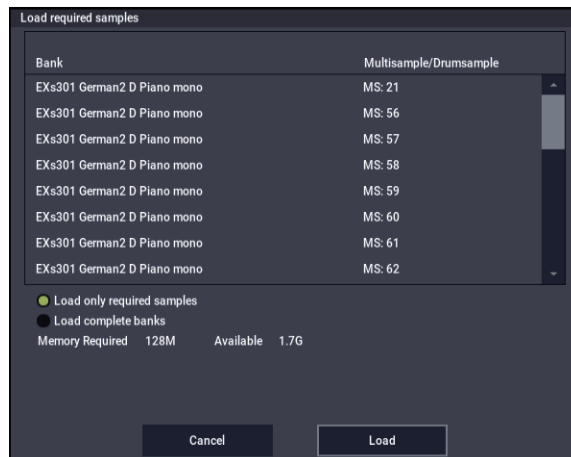 Load required samples
Bank Multisample/Drumsample
EXs301 German2 D Piano mono MS: 21
EXs301 German2 D Piano mono MS: 56
EXs301 German2 D Piano mono MS: 57
EXs301 German2 D Piano mono MS: 58
EXs301 German2 D Piano mono MS: 59
EXs301 German2 D Piano mono MS: 60
EXs301 German2 D Piano mono MS: 61
EXs301 German2 D Piano mono MS: 62
Load only required samples
Load complete banks
Memory Required 128M Available 1.7G
Cancel Load